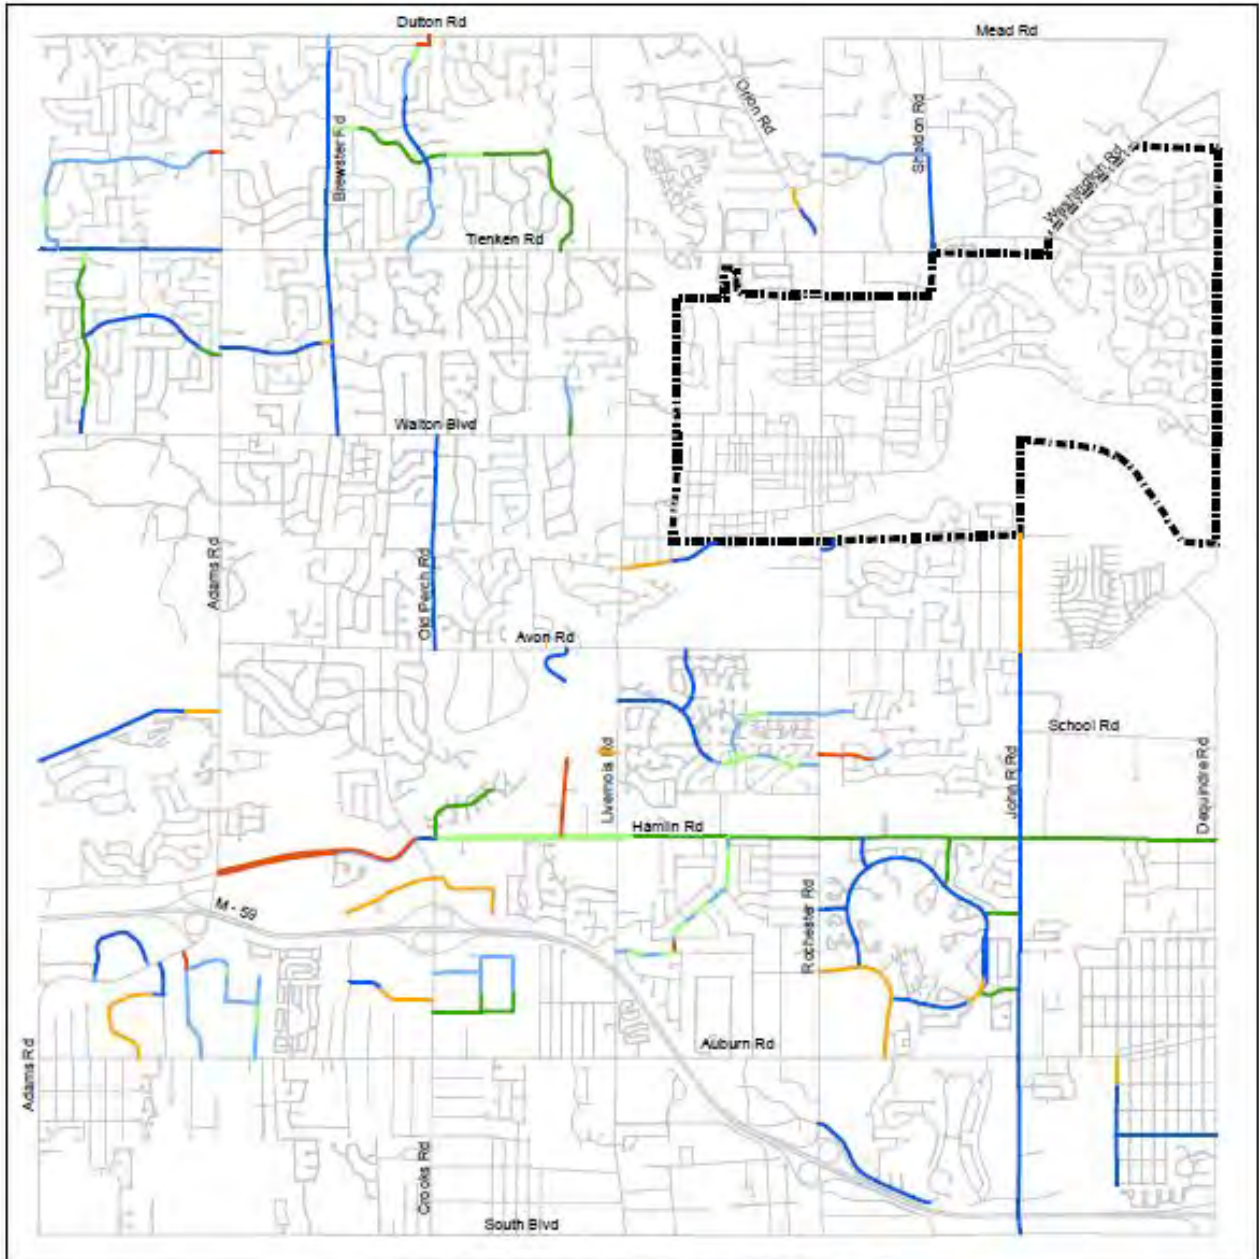 Dutton Rd
Mead Rd
Orion Rd
Sheldon Rd
Brewster Rd
Washington Rd
Tienken Rd
Walton Blvd
Adams Rd
Old Perch Rd
Avon Rd
School Rd
Livernois Rd
John R Rd
Dequindre Rd
Hamlin Rd
M - 59
Rochester Rd
Auburn Rd
Adams Rd
Crooks Rd
South Blvd